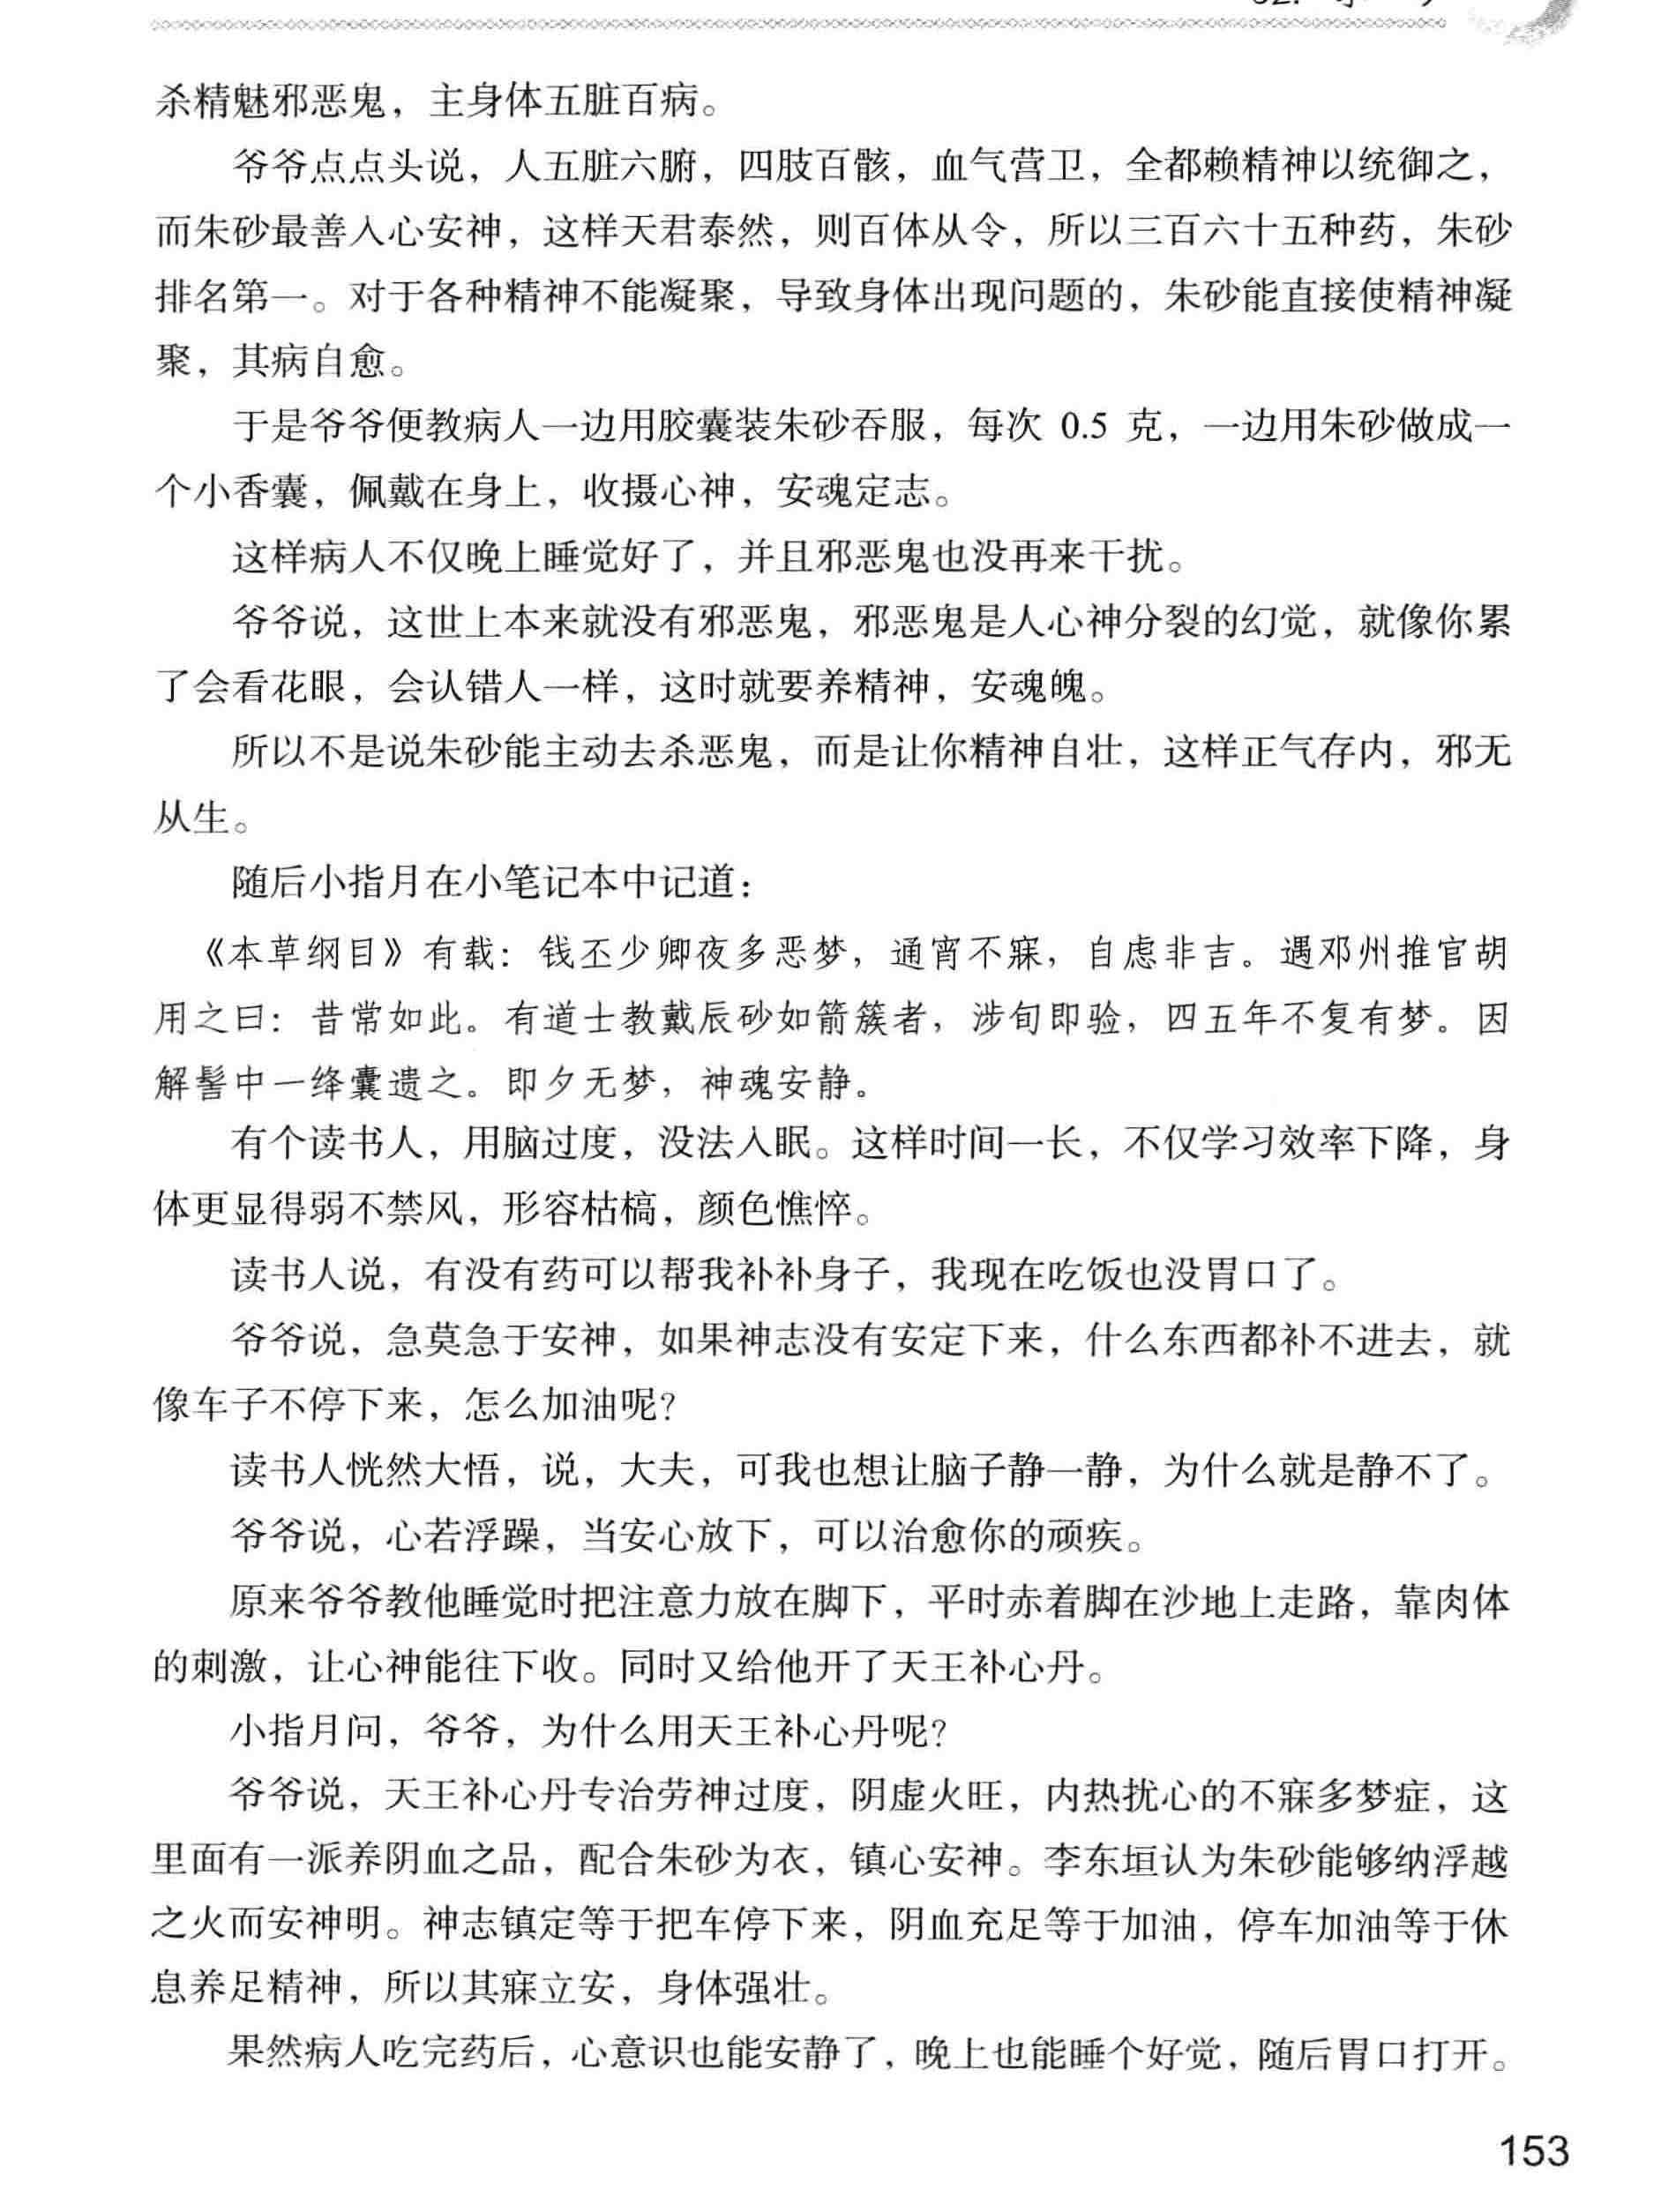 杀精魅邪恶鬼，主身体五脏百病。
爷爷点点头说，人五脏六腑，四肢百骸，血气营卫，全都赖精神以统御之，
而朱砂最善入心安神，这样天君泰然，则百体从令，所以三百六十五种药，朱砂
排名第一。对于各种精神不能凝聚，导致身体出现问题的，朱砂能直接使精神凝
聚，其病自愈。
于是爷爷便教病人一边用胶囊装朱砂吞服，每次 0.5 克，一边用朱砂做成一
个小香囊，佩戴在身上，收摄心神，安魂定志。
这样病人不仅晚上睡觉好了，并且邪恶鬼也没再来干扰。
爷爷说，这世上本来就没有邪恶鬼，邪恶鬼是人心神分裂的幻觉，就像你累
了会看花眼，会认错人一样，这时就要养精神，安魂魄。
所以不是说朱砂能主动去杀恶鬼，而是让你精神自壮，这样正气存内，邪无
从生。
随后小指月在小笔记本中记道：
《本草纲目》有载：钱丕少卿夜多恶梦，通宵不寐，自虑非吉。遇邓州推官胡
用之曰：昔常如此。有道士教戴辰砂如箭簇者，涉旬即验，四五年不复有梦。因
解髻中一绛囊遗之。即夕无梦，神魂安静。
有个读书人，用脑过度，没法入眠。这样时间一长，不仅学习效率下降，身
体更显得弱不禁风，形容枯槁，颜色憔悴。
读书人说，有没有药可以帮我补补身子，我现在吃饭也没胃口了。
爷爷说，急莫急于安神，如果神志没有安定下来，什么东西都补不进去，就
像车子不停下来，怎么加油呢？
读书人恍然大悟，说，大夫，可我也想让脑子静一静，为什么就是静不了。
爷爷说，心若浮躁，当安心放下，可以治愈你的顽疾。
原来爷爷教他睡觉时把注意力放在脚下，平时赤着脚在沙地上走路，靠肉体
的刺激，让心神能往下收。同时又给他开了天王补心丹。
小指月问，爷爷，为什么用天王补心丹呢？
爷爷说，天王补心丹专治劳神过度，阴虚火旺，内热扰心的不寐多梦症，这
里面有一派养阴血之品，配合朱砂为衣，镇心安神。李东垣认为朱砂能够纳浮越
之火而安神明。神志镇定等于把车停下来，阴血充足等于加油，停车加油等于休
息养足精神，所以其寐立安，身体强壮。
果然病人吃完药后，心意识也能安静了，晚上也能睡个好觉，随后胃口打开。
153